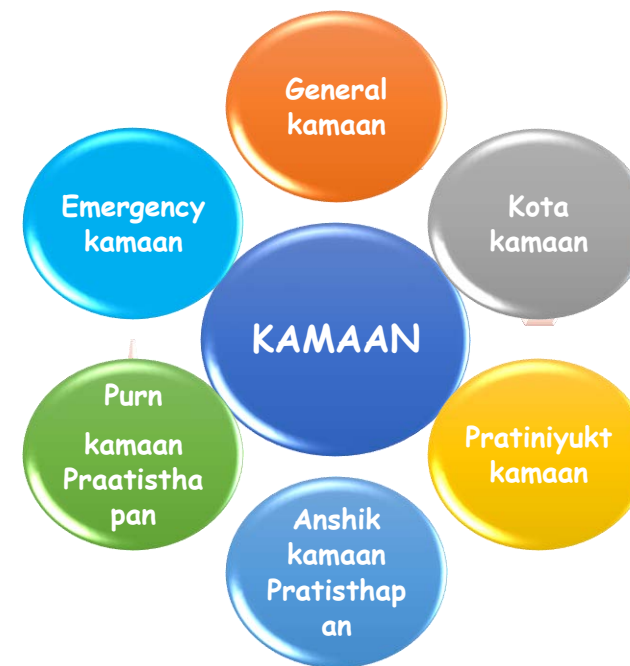 General
kamaan
Kota
kamaan
Pratiniyukt
kamaan
Anshik
kamaan
Pratisthap
an
Purn
kamaan
Praatistha
pan
Emergency
kamaan
KAMAAN